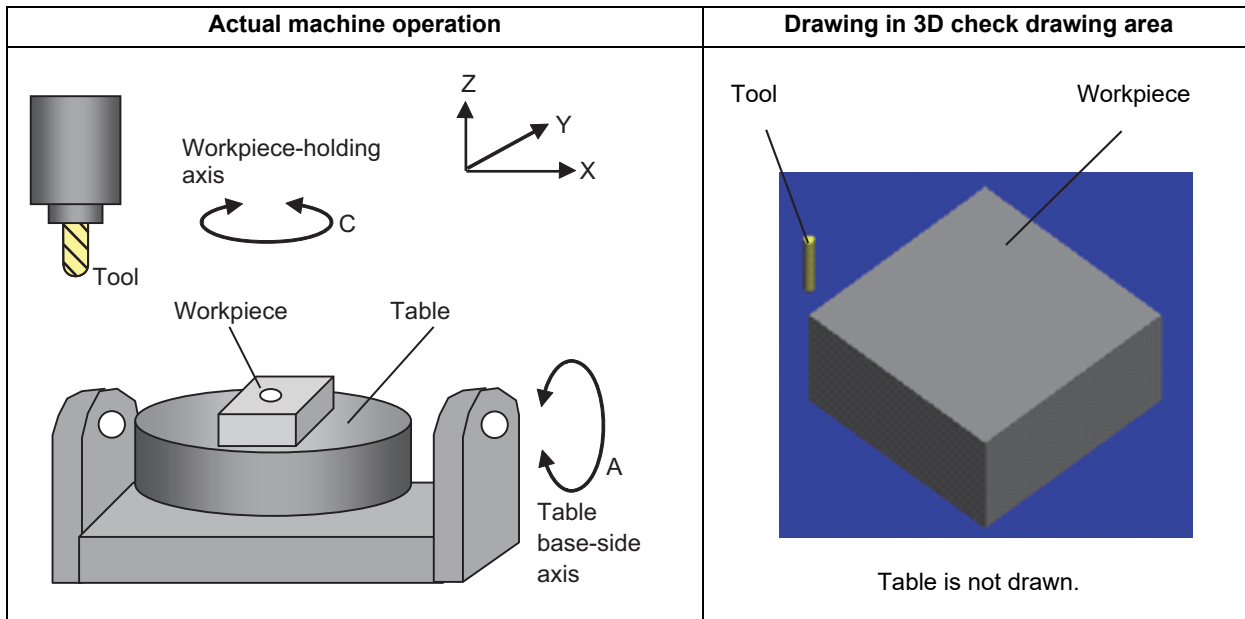 Actual machine operation
Drawing in 3D check drawing area
Z
Y
X
Workpiece-holding
axis
C
Tool
Workpiece
Table
A
Table
base-side
axis
Tool
Workpiece
Table is not drawn.